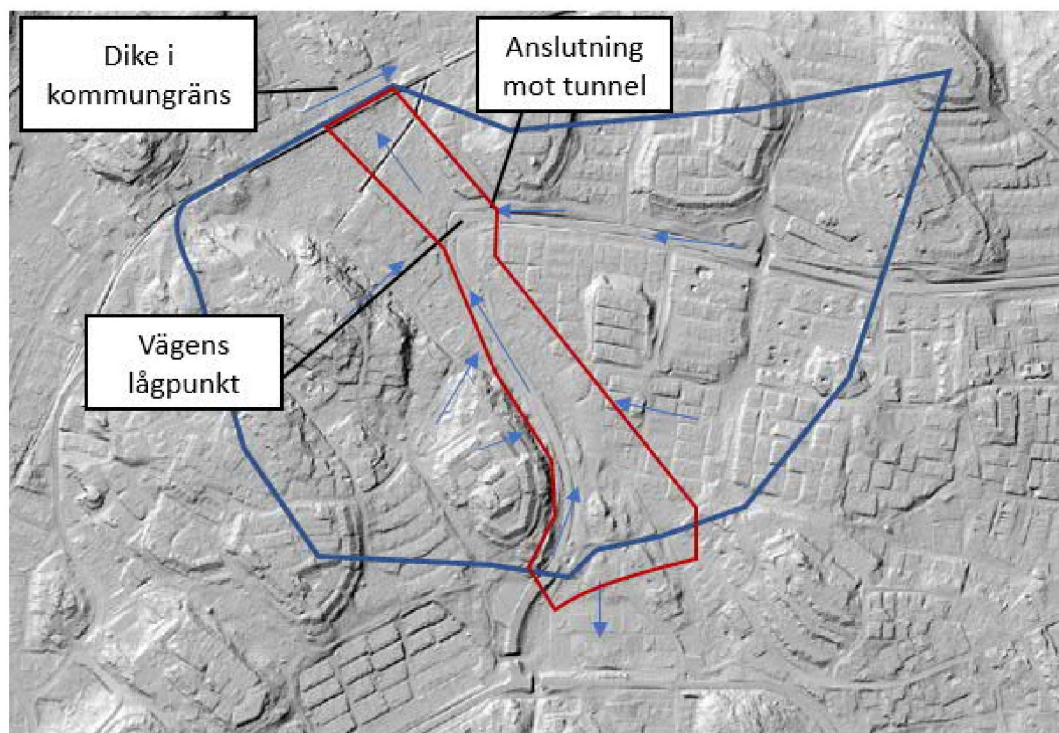 Dike i
kommungräns
Anslutning
mot tunnel
Vägens
lågpunkt